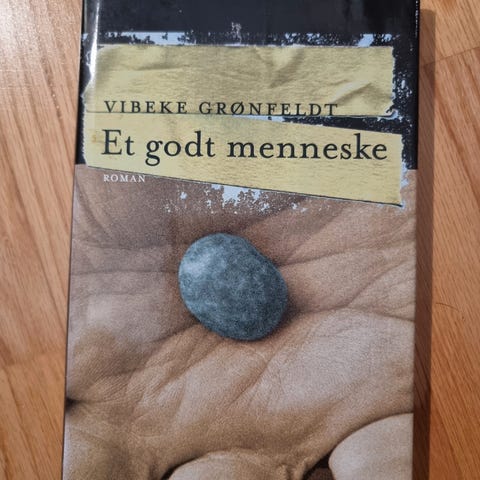 VIBEKE GRØNFELDT
Et godt menneske
ROMAN